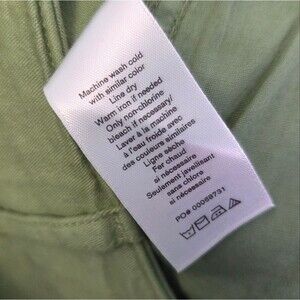 Machine wash cold
with similar color
Line dry
Warm iron if needed
Only non-chlorine
bleach if necessary/
Laver à la machine
à l'eau froide avec
des couleurs similaires
Ligne sèche
Fer chaud
si nécessaire
Seulement javelissant
sans chlore
si nécessaire
PO# 00069731